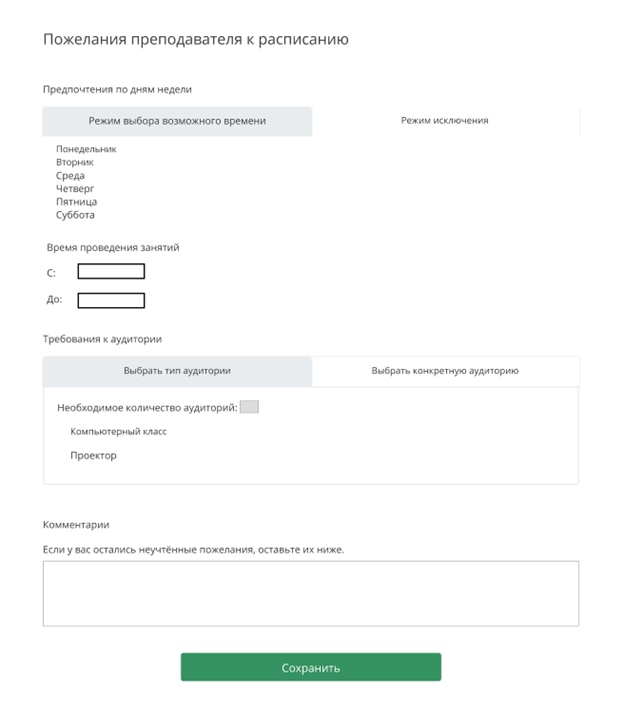 Пожелания преподавателя к расписанию
Предпочтения по дням недели
Режим выбора возможного времени
Режим исключения
Понедельник
Вторник
Среда
Четверг
Пятница
Суббота
Время проведения занятий
С:
До:
Требования к аудитории
Выбрать тип аудитории
Выбрать конкретную аудиторию
Необходимое количество аудиторий:
Компьютерный класс
Проектор
Комментарии
Если у вас остались неучтённые пожелания, оставьте их ниже.
Сохранить